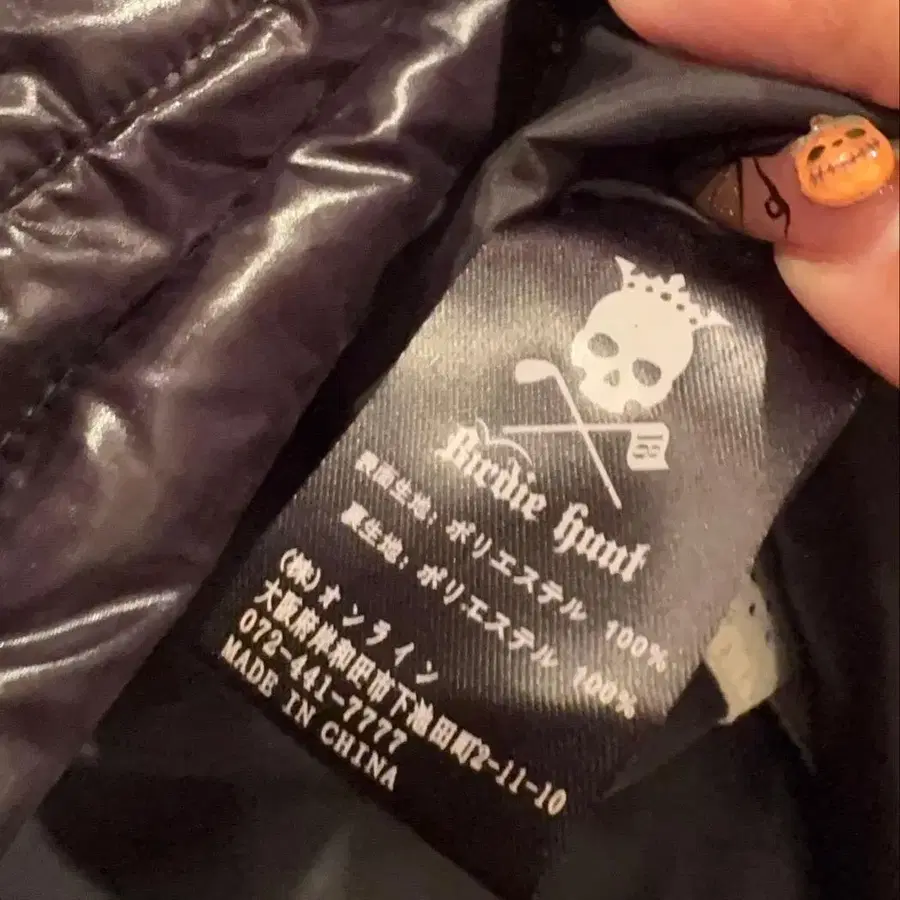 18
Birdie Hunt
表面生地: ポリエステル 100%
裏生地: ポリエステル 100%
(株)オンライン
大阪府岸和田市下池田町2-11-10
072-441-7777
MADE IN CHINA